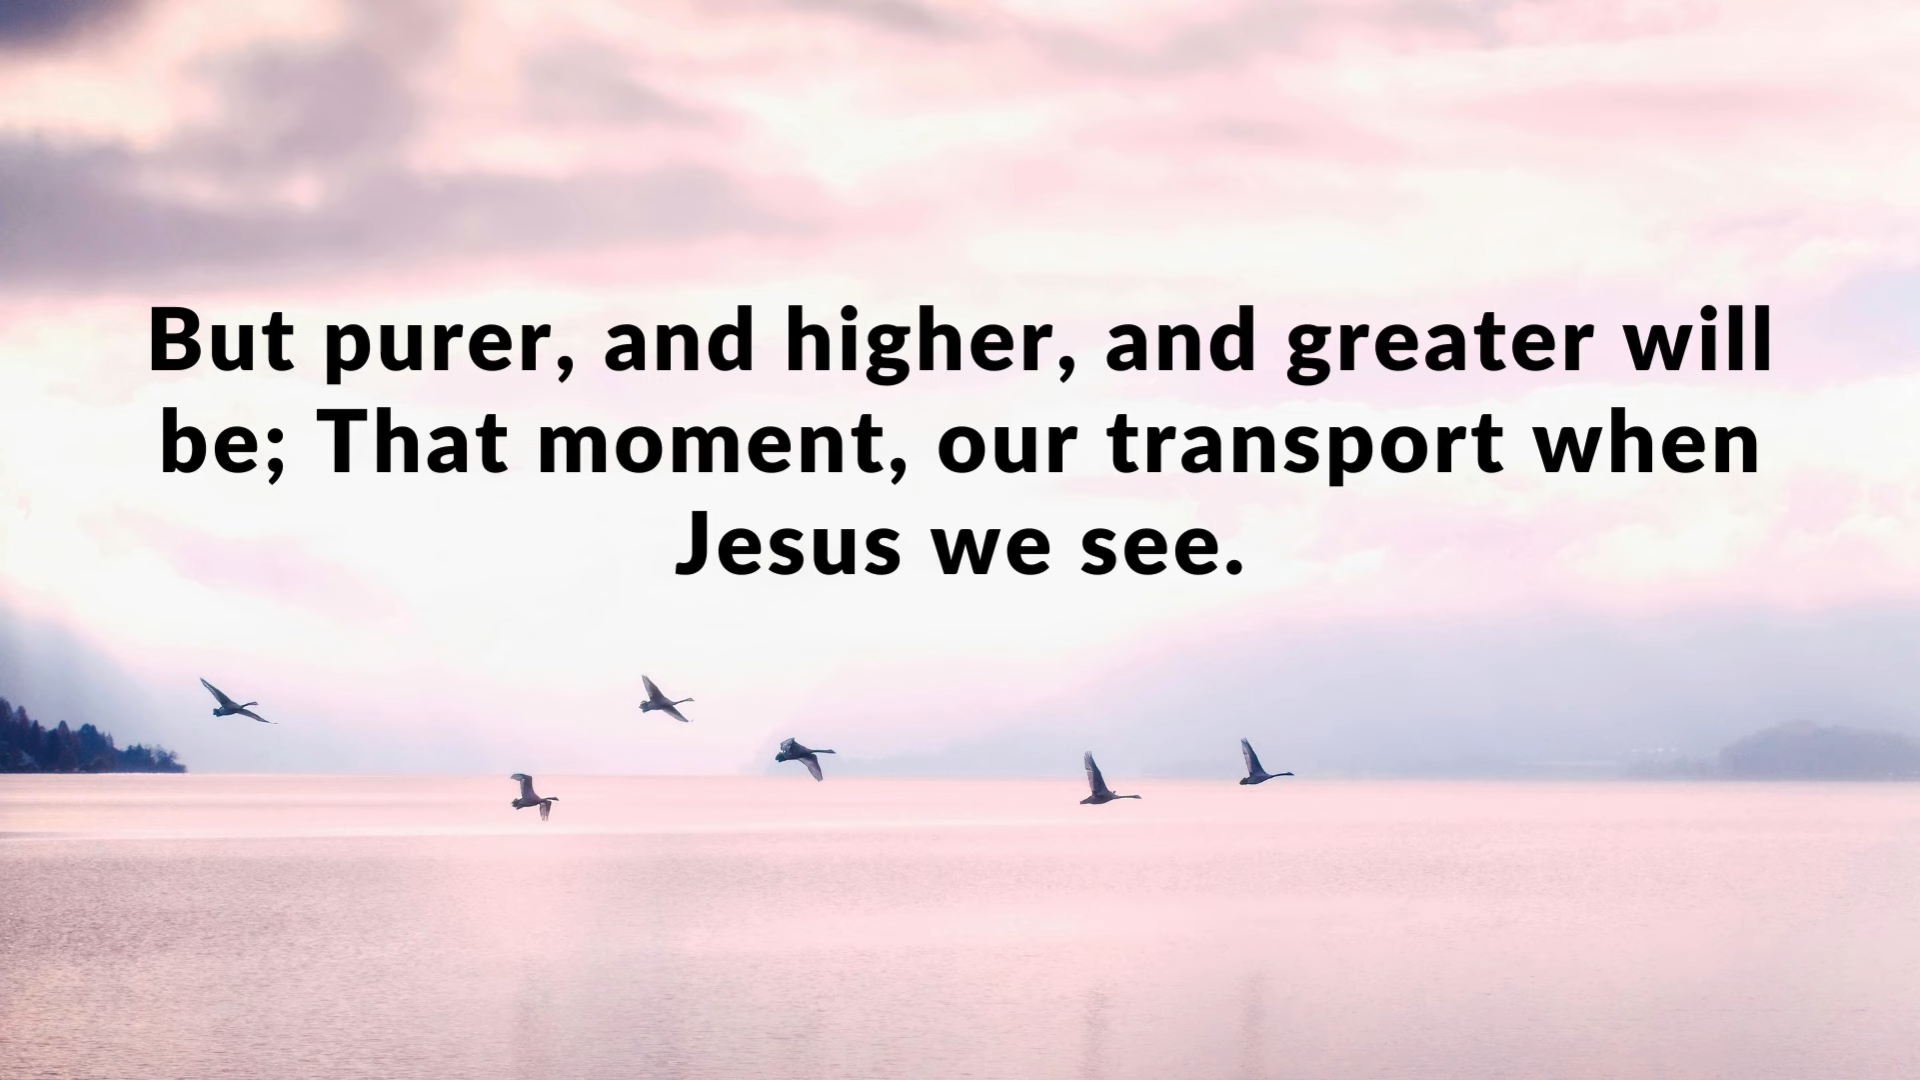 But purer, and higher, and greater will
be; That moment, our transport when
Jesus we see.